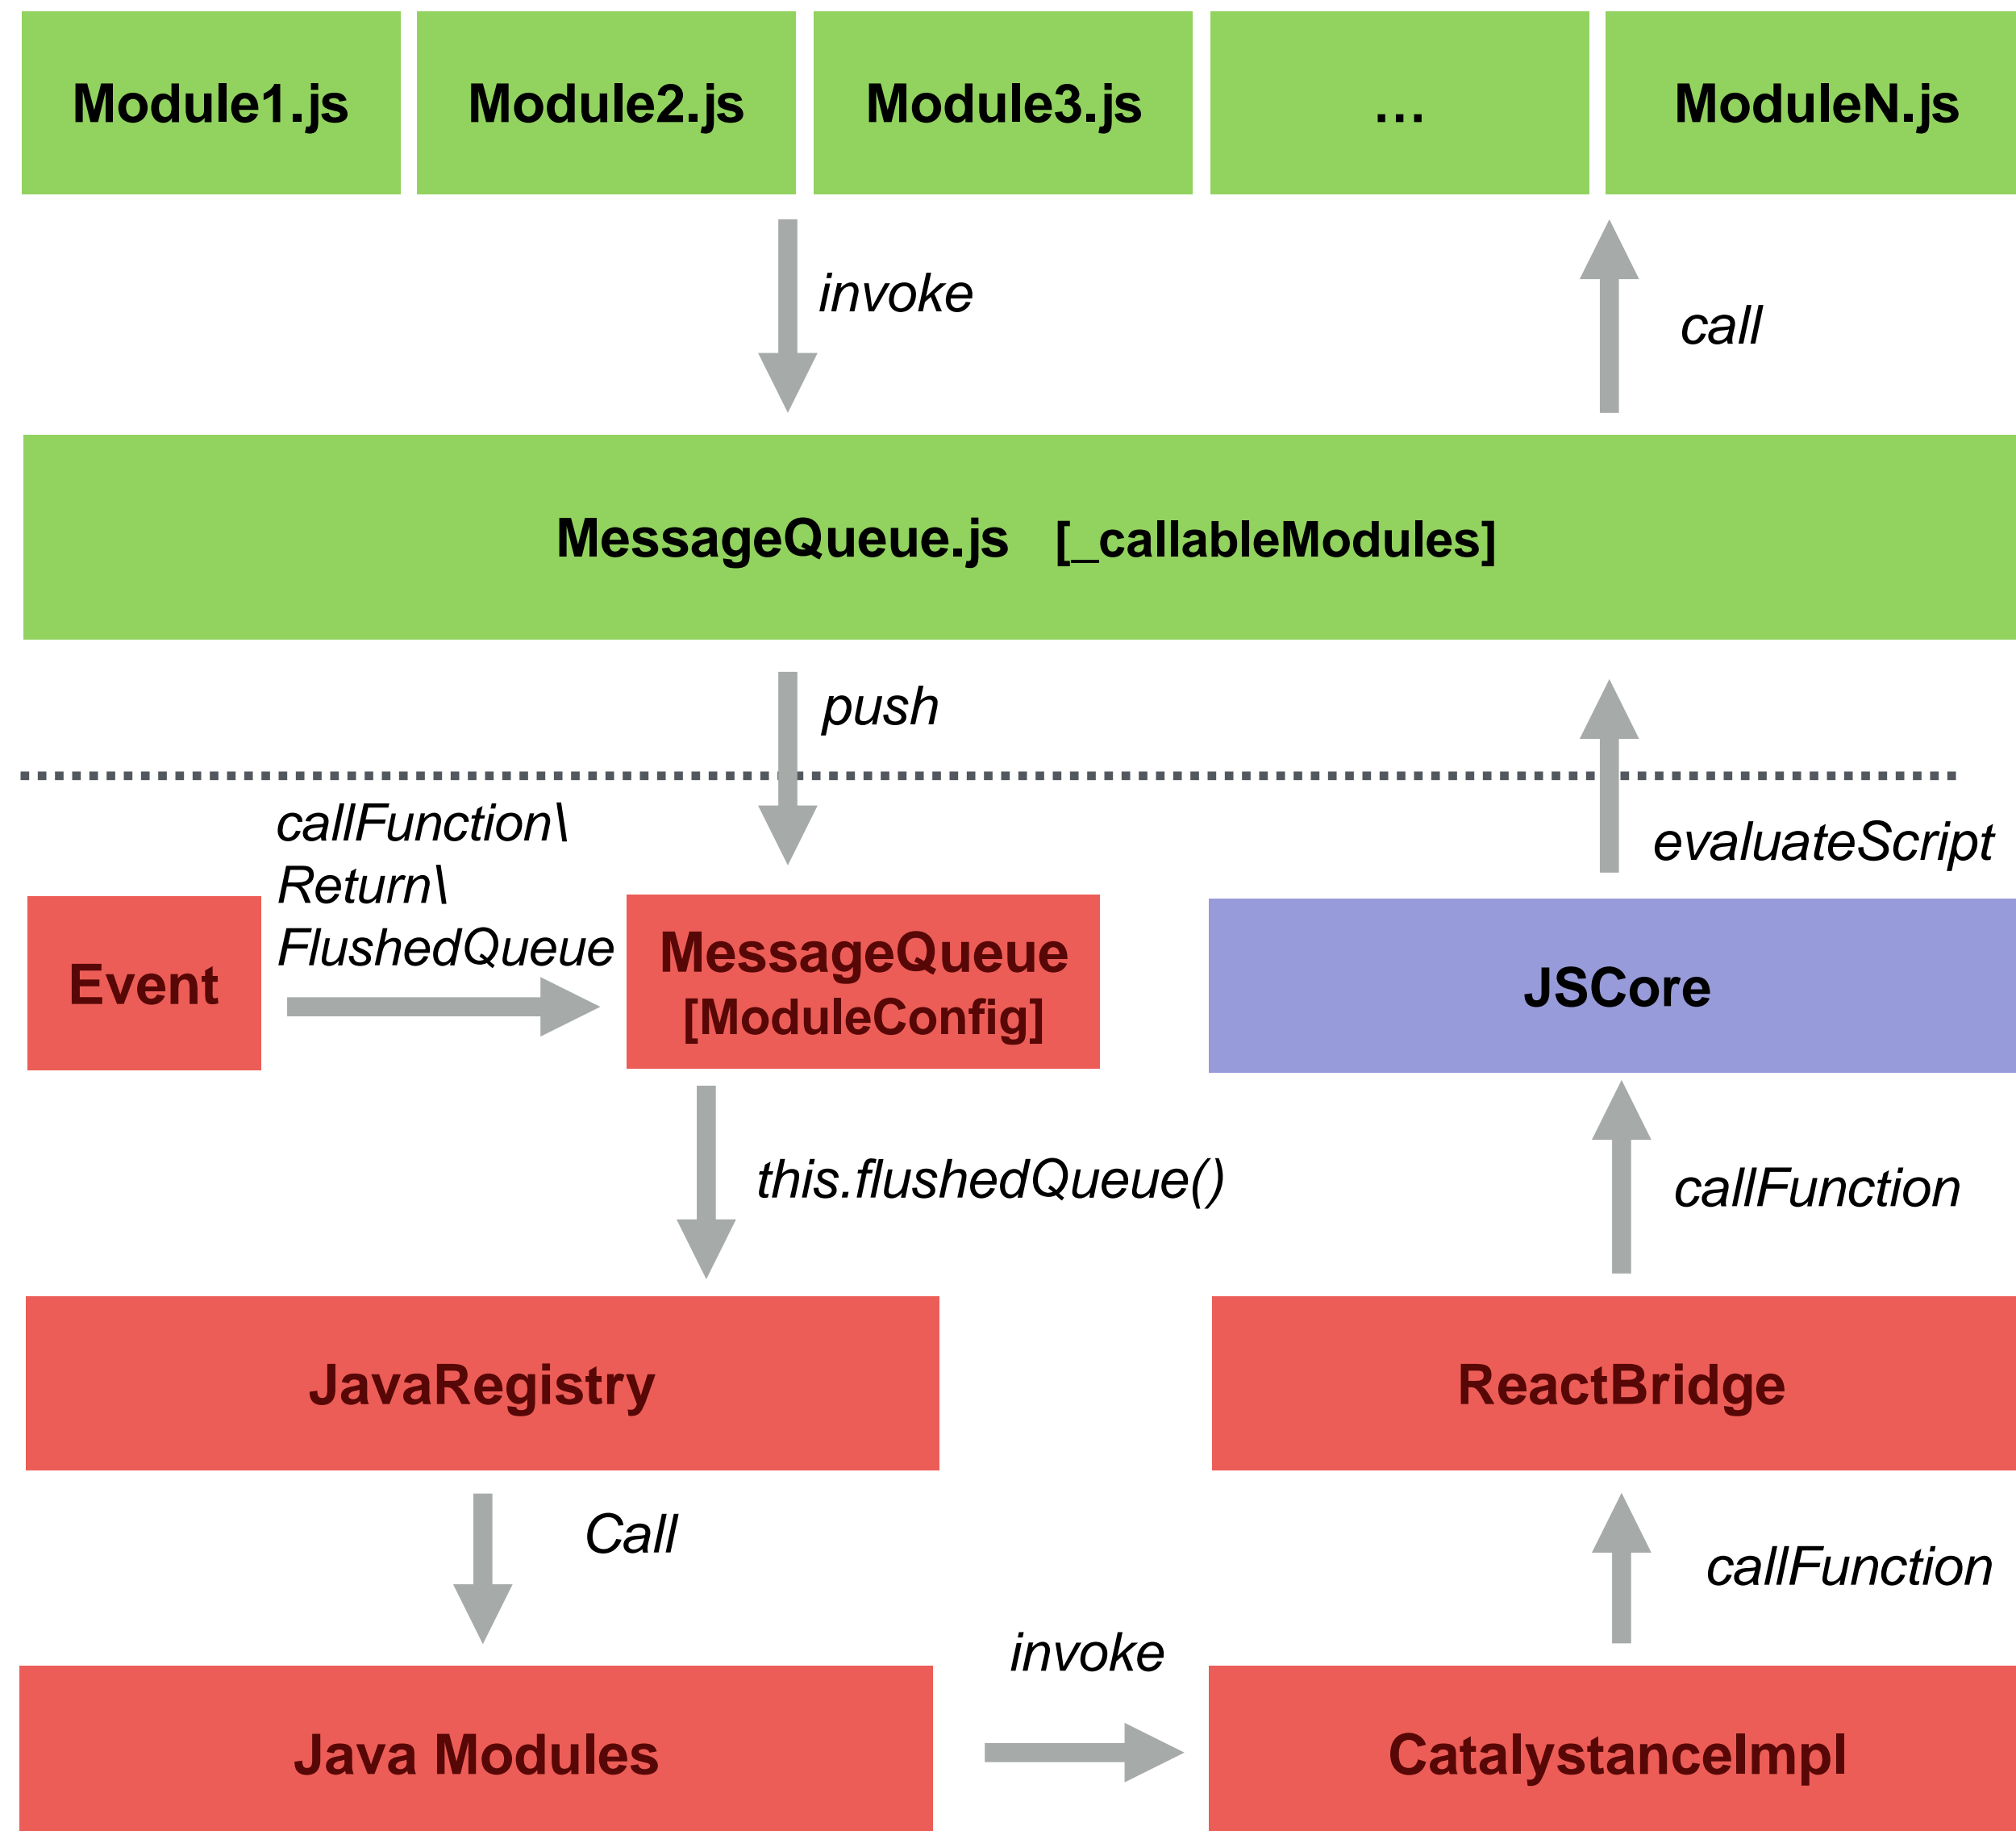 Module1.js
Module2.js
Module3.js
...
ModuleN.js
invoke
call
MessageQueue.js [_callableModules]
push
callFunction\
Return\
FlushedQueue
evaluateScript
Event
MessageQueue
[ModuleConfig]
JSCore
this.flushedQueue()
callFunction
JavaRegistry
ReactBridge
Call
callFunction
invoke
Java Modules
CatalystanceImpl